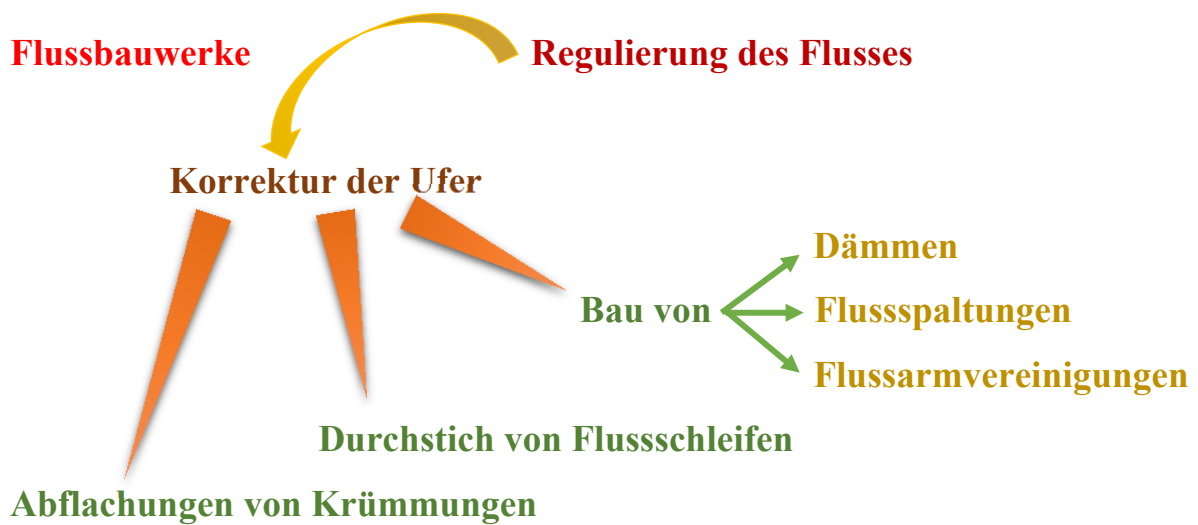 Flussbauwerke
Regulierung des Flusses
Korrektur der Ufer
Dämmen
Bau von
Flussspaltungen
Flussarmvereinigungen
Durchstich von Flussschleifen
Abflachungen von Krümmungen